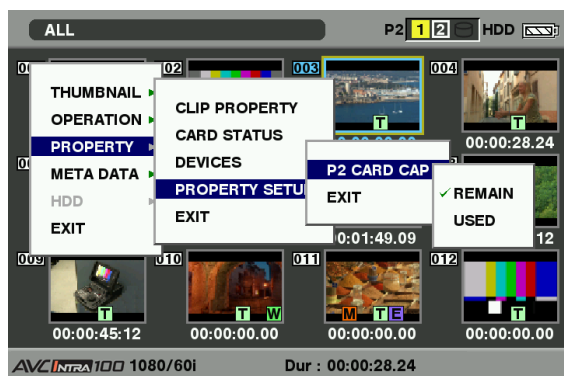 ALL P2 1 2 HDD
02 003 004
THUMBNAIL
OPERATION
PROPERTY
META DATA
HDD
EXIT
CLIP PROPERTY
CARD STATUS
DEVICES
PROPERTY SETU
EXIT
P2 CARD CAP
EXIT
REMAIN
USED
T T
00:00:28.24
0:01:49.09 12
009 010 011 012
T T W M T E T
00:00:45:12 00:00:00.00 00:00:00.00 00:00:00.00
AVC INTRA 100 1080/60i Dur : 00:00:28.24